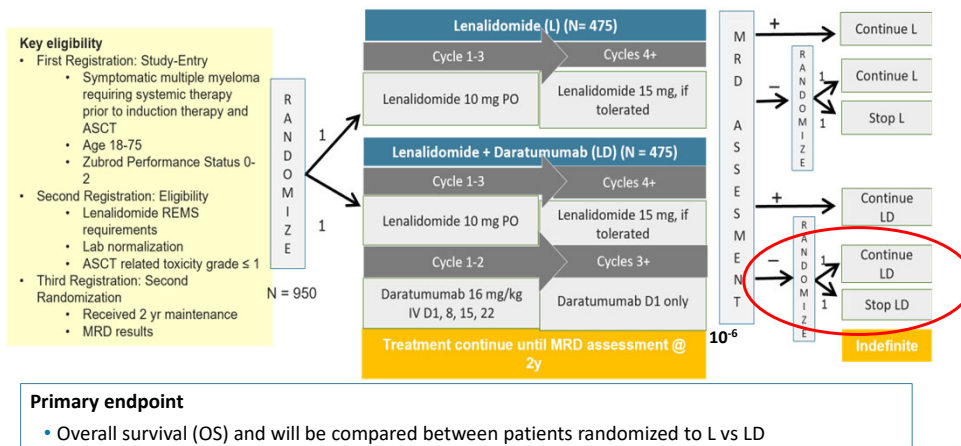 Key eligibility
• First Registration: Study-Entry
• Symptomatic multiple myeloma
requiring systemic therapy
prior to induction therapy and
ASCT
• Age 18-75
• Zubrod Performance Status 0-
2
• Second Registration: Eligibility
• Lenalidomide REMS
requirements
• Lab normalization
• ASCT related toxicity grade ≤ 1
• Third Registration: Second
Randomization
• Received 2 yr maintenance
• MRD results
RANDOMIZE
N = 950
1
1
Lenalidomide (L) (N= 475)
Cycle 1-3
Cycles 4+
Lenalidomide 10 mg PO
Lenalidomide 15 mg, if
tolerated
Lenalidomide + Daratumumab (LD) (N = 475)
Cycle 1-3
Cycles 4+
Lenalidomide 10 mg PO
Lenalidomide 15 mg, if
tolerated
Cycle 1-2
Cycles 3+
Daratumumab 16 mg/kg
IV D1, 8, 15, 22
Daratumumab D1 only
Treatment continue until MRD assessment @
2y
MRD ASSESSMENT
10-6
+
Continue L
–
RANDOMIZE
1
Continue L
1
Stop L
+
Continue
LD
–
RANDOMIZE
1
Continue
LD
1
Stop LD
Indefinite
Primary endpoint
• Overall survival (OS) and will be compared between patients randomized to L vs LD